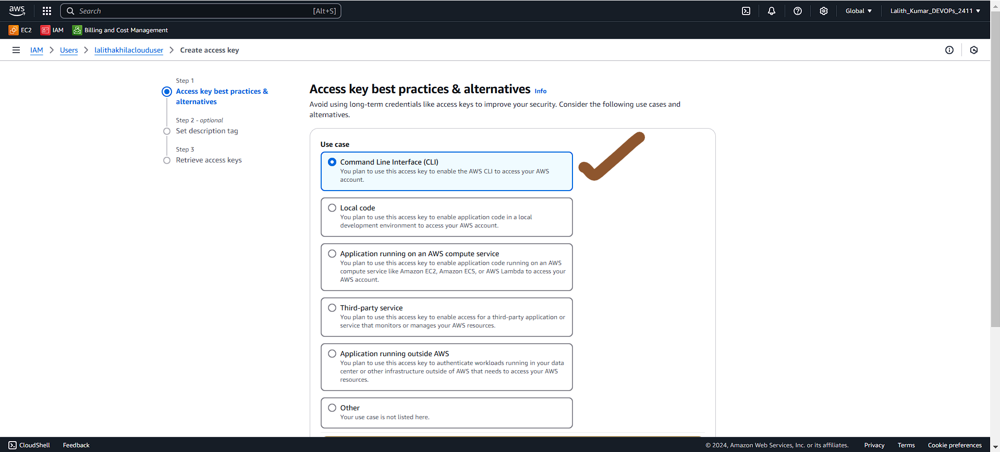 aws
Search [Alt+S]
Global
Lalith_Kumar_DEVOPs_2411
EC2 IAM Billing and Cost Management
IAM > Users > lalithakhilaclouduser > Create access key
Step 1
Access key best practices &
alternatives
Step 2 - optional
Set description tag
Step 3
Retrieve access keys
Access key best practices & alternatives Info
Avoid using long-term credentials like access keys to improve your security. Consider the following use cases and
alternatives.
Use case
Command Line Interface (CLI)
You plan to use this access key to enable the AWS CLI to access your AWS
account.
Local code
You plan to use this access key to enable application code in a local
development environment to access your AWS account.
Application running on an AWS compute service
You plan to use this access key to enable application code running on an AWS
compute service like Amazon EC2, Amazon ECS, or AWS Lambda to access your
AWS account.
Third-party service
You plan to use this access key to enable access for a third-party application or
service that monitors or manages your AWS resources.
Application running outside AWS
You plan to use this access key to authenticate workloads running in your data
center or other infrastructure outside of AWS that needs to access your AWS
resources.
Other
Your use case is not listed here.
CloudShell Feedback
© 2024, Amazon Web Services, Inc. or its affiliates. Privacy Terms Cookie preferences